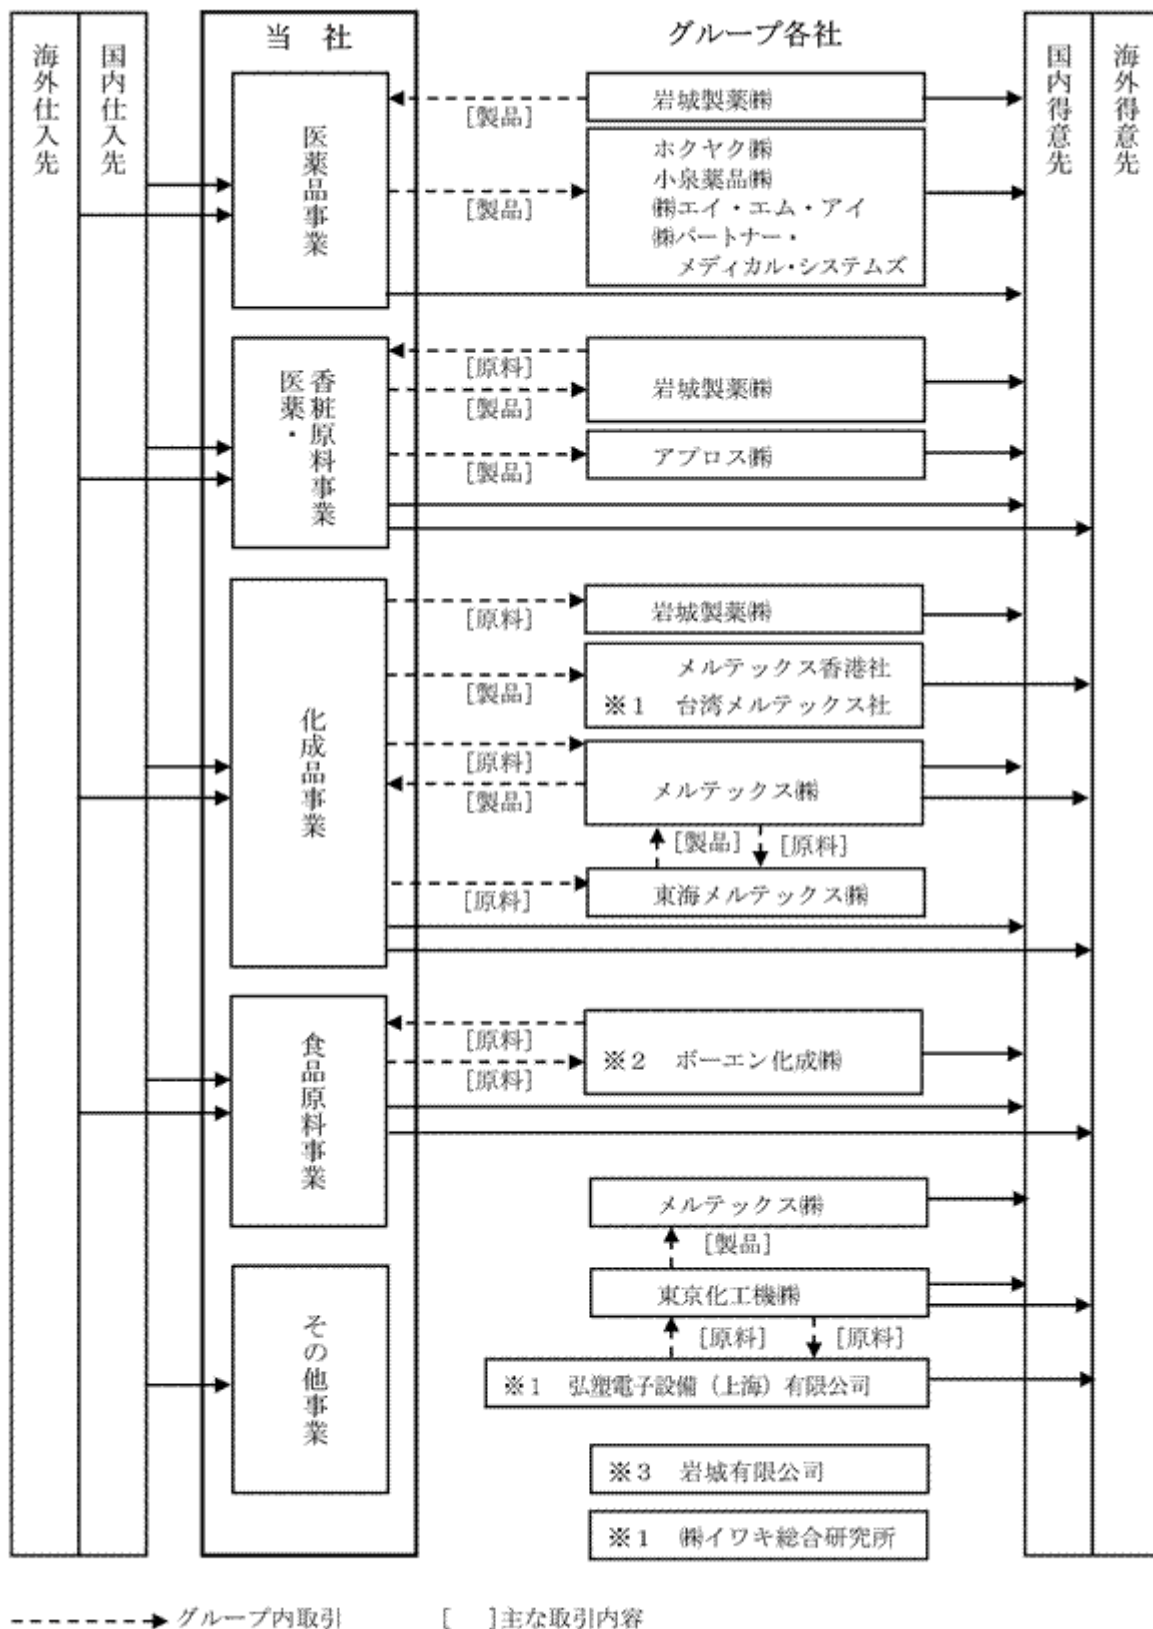 海外仕入先
国内仕入先
当 社
グループ各社
国内得意先
海外得意先
医薬品事業
[製品]
岩城製薬㈱
[製品]
ホクヤク㈱
小泉薬品㈱
㈱エイ・エム・アイ
㈱パートナー・
メディカル・システムズ
医薬・
香粧原料事業
[原料]
[製品]
岩城製薬㈱
[製品]
アプロス㈱
化成品事業
[原料]
岩城製薬㈱
[製品]
メルテックス香港社
※1 台湾メルテックス社
[原料]
[製品]
メルテックス㈱
[製品]
[原料]
[原料]
東海メルテックス㈱
食品原料事業
[原料]
[原料]
※2 ボーエン化成㈱
メルテックス㈱
[製品]
その他事業
東京化工機㈱
[原料]
[原料]
※1 弘塑電子設備（上海）有限公司
※3 岩城有限公司
※1 ㈱イワキ総合研究所
グループ内取引
[ ]主な取引内容